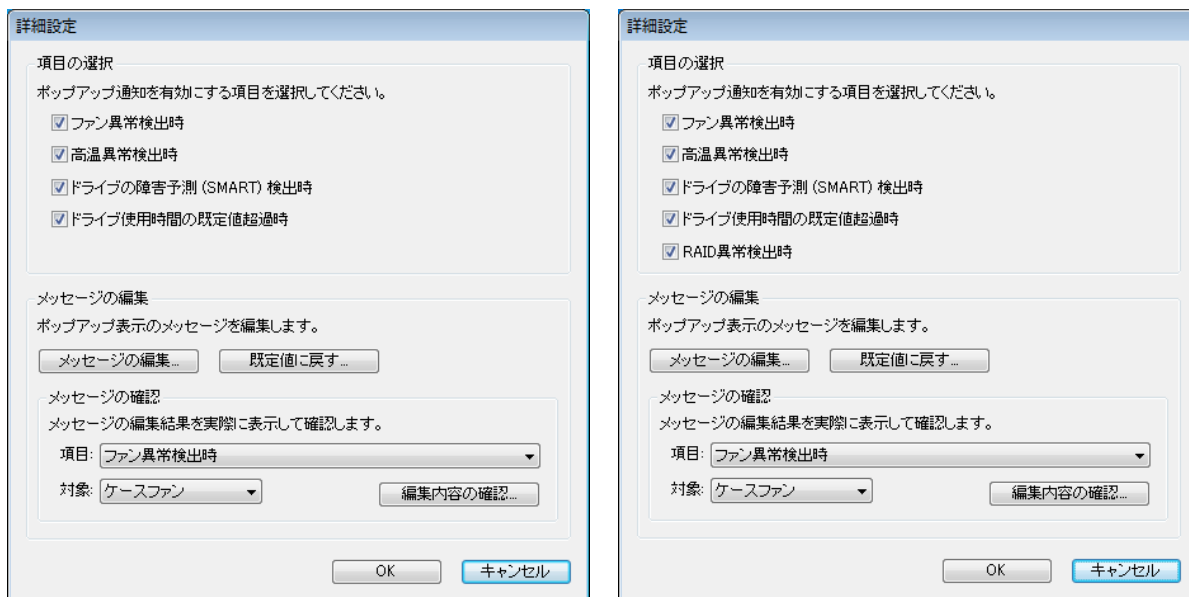 詳細設定
項目の選択
ポップアップ通知を有効にする項目を選択してください。
ファン異常検出時
高温異常検出時
ドライブの障害予測 (SMART) 検出時
ドライブ使用時間の既定値超過時
メッセージの編集
ポップアップ表示のメッセージを編集します。
メッセージの編集... 既定値に戻す...
メッセージの確認
メッセージの編集結果を実際に表示して確認します。
項目: ファン異常検出時
対象: ケースファン 編集内容の確認...
OK キャンセル
詳細設定
項目の選択
ポップアップ通知を有効にする項目を選択してください。
ファン異常検出時
高温異常検出時
ドライブの障害予測 (SMART) 検出時
ドライブ使用時間の既定値超過時
RAID異常検出時
メッセージの編集
ポップアップ表示のメッセージを編集します。
メッセージの編集... 既定値に戻す...
メッセージの確認
メッセージの編集結果を実際に表示して確認します。
項目: ファン異常検出時
対象: ケースファン 編集内容の確認...
OK キャンセル